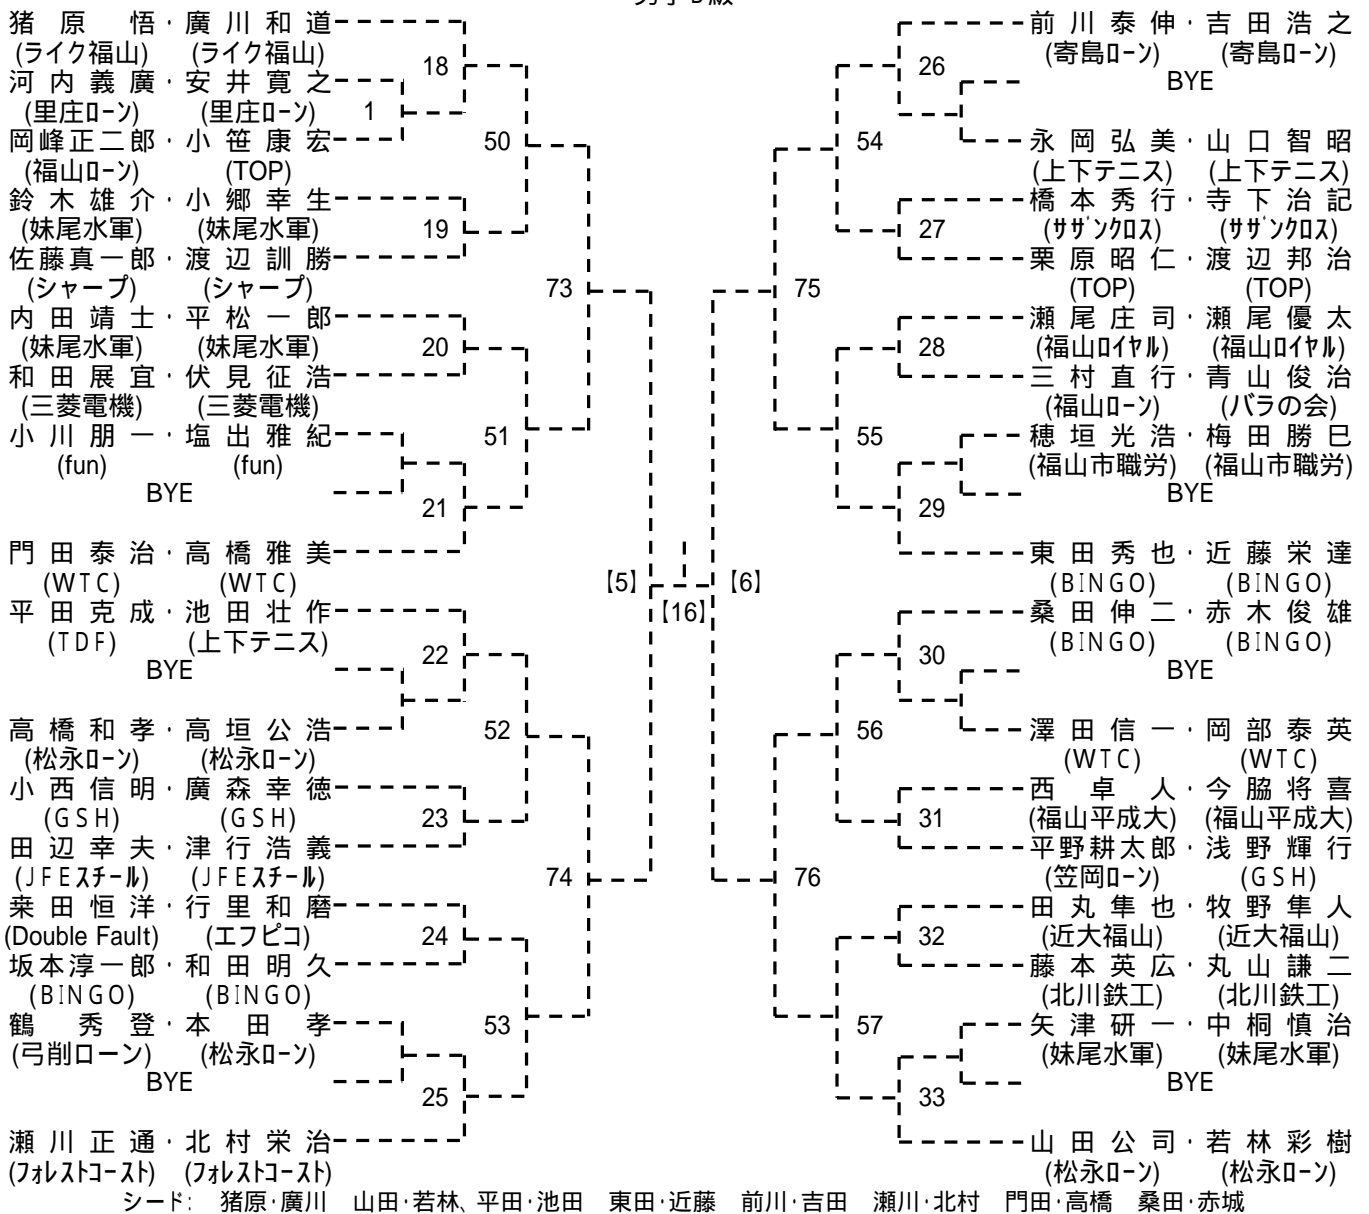 猪原　悟・廣川和道
(ライク福山)　(ライク福山)
18
河内義廣・安井寛之
(里庄ローン)　(里庄ローン)
1
岡峰正二郎・小笹康宏
(福山ローン)　(TOP)
50
鈴木雄介・小郷幸生
(妹尾水軍)　(妹尾水軍)
19
佐藤真一郎・渡辺訓勝
(シャープ)　(シャープ)
73
内田靖士・平松一郎
(妹尾水軍)　(妹尾水軍)
20
和田展宜・伏見征浩
(三菱電機)　(三菱電機)
小川朋一・塩出雅紀
(fun)　(fun)
51
BYE
21
門田泰治・高橋雅美
(WTC)　(WTC)
平田克成・池田壮作
(TDF)　(上下テニス)
22
BYE
高橋和孝・高垣公浩
(松永ローン)　(松永ローン)
52
小西信明・廣森幸徳
(GSH)　(GSH)
23
田辺幸夫・津行浩義
(JFEスチール)　(JFEスチール)
74
桒田恒洋・行里和磨
(Double Fault)　(エフピコ)
24
坂本淳一郎・和田明久
(BINGO)　(BINGO)
鶴　秀登・本田　孝
(弓削ローン)　(松永ローン)
53
BYE
25
瀬川正通・北村栄治
(フォレストコースト)　(フォレストコースト)
【5】
【16】
【6】
前川泰伸・吉田浩之
(寄島ローン)　(寄島ローン)
26
BYE
永岡弘美・山口智昭
(上下テニス)　(上下テニス)
54
橋本秀行・寺下治記
(サザンクロス)　(サザンクロス)
27
栗原昭仁・渡辺邦治
(TOP)　(TOP)
75
瀬尾庄司・瀬尾優太
(福山ロイヤル)　(福山ロイヤル)
28
三村直行・青山俊治
(福山ローン)　(バラの会)
穂垣光浩・梅田勝巳
(福山市職労)　(福山市職労)
55
BYE
29
東田秀也・近藤栄達
(BINGO)　(BINGO)
桑田伸二・赤木俊雄
(BINGO)　(BINGO)
30
BYE
澤田信一・岡部泰英
(WTC)　(WTC)
56
西　卓人・今脇将喜
(福山平成大)　(福山平成大)
31
平野耕太郎・浅野輝行
(笠岡ローン)　(GSH)
76
田丸隼也・牧野隼人
(近大福山)　(近大福山)
32
藤本英広・丸山謙二
(北川鉄工)　(北川鉄工)
矢津研一・中桐慎治
(妹尾水軍)　(妹尾水軍)
57
BYE
33
山田公司・若林彩樹
(松永ローン)　(松永ローン)
シード:　猪原・廣川　山田・若林、平田・池田　東田・近藤　前川・吉田　瀬川・北村　門田・高橋　桑田・赤城